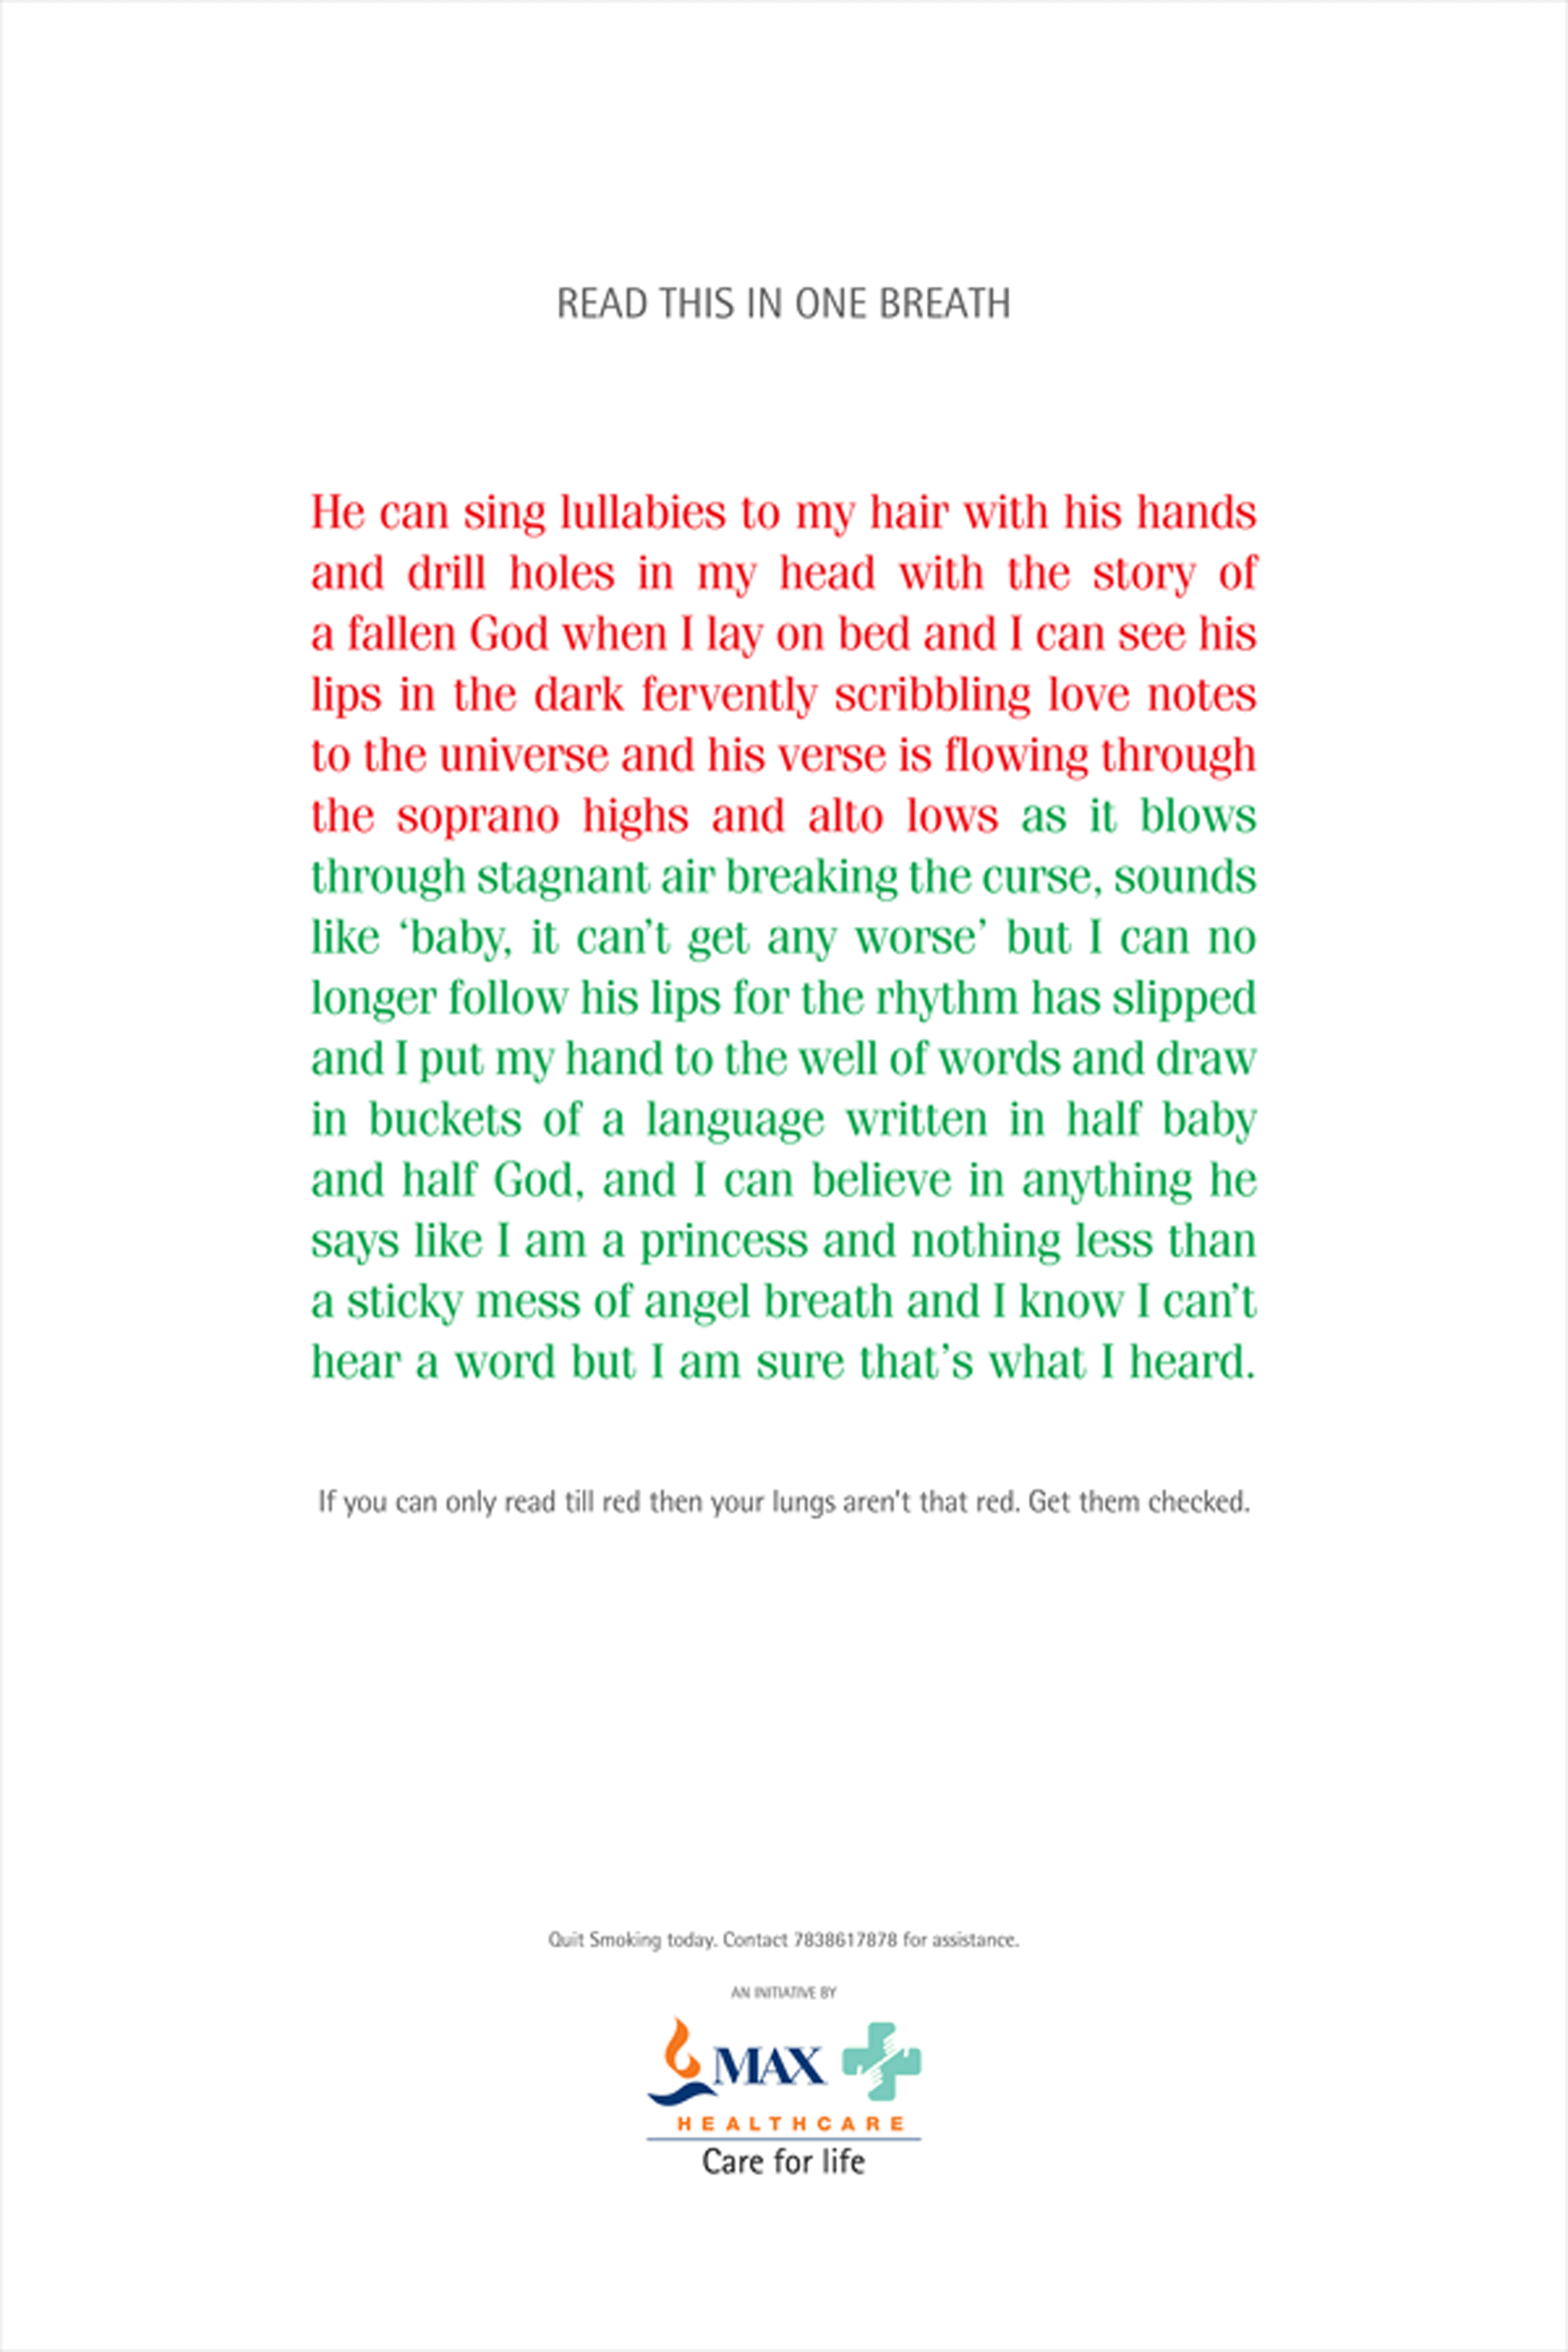 READ THIS IN ONE BREATH
He can sing lullabies to my hair with his hands
and drill holes in my head with the story of
a fallen God when I lay on bed and I can see his
lips in the dark fervently scribbling love notes
to the universe and his verse is flowing through
the soprano highs and alto lows as it blows
through stagnant air breaking the curse, sounds
like ‘baby, it can’t get any worse’ but I can no
longer follow his lips for the rhythm has slipped
and I put my hand to the well of words and draw
in buckets of a language written in half baby
and half God, and I can believe in anything he
says like I am a princess and nothing less than
a sticky mess of angel breath and I know I can’t
hear a word but I am sure that’s what I heard.
If you can only read till red then your lungs aren't that red. Get them checked.
Quit Smoking today. Contact 7838617878 for assistance.
AN INITIATIVE BY
MAX
HEALTHCARE
Care for life